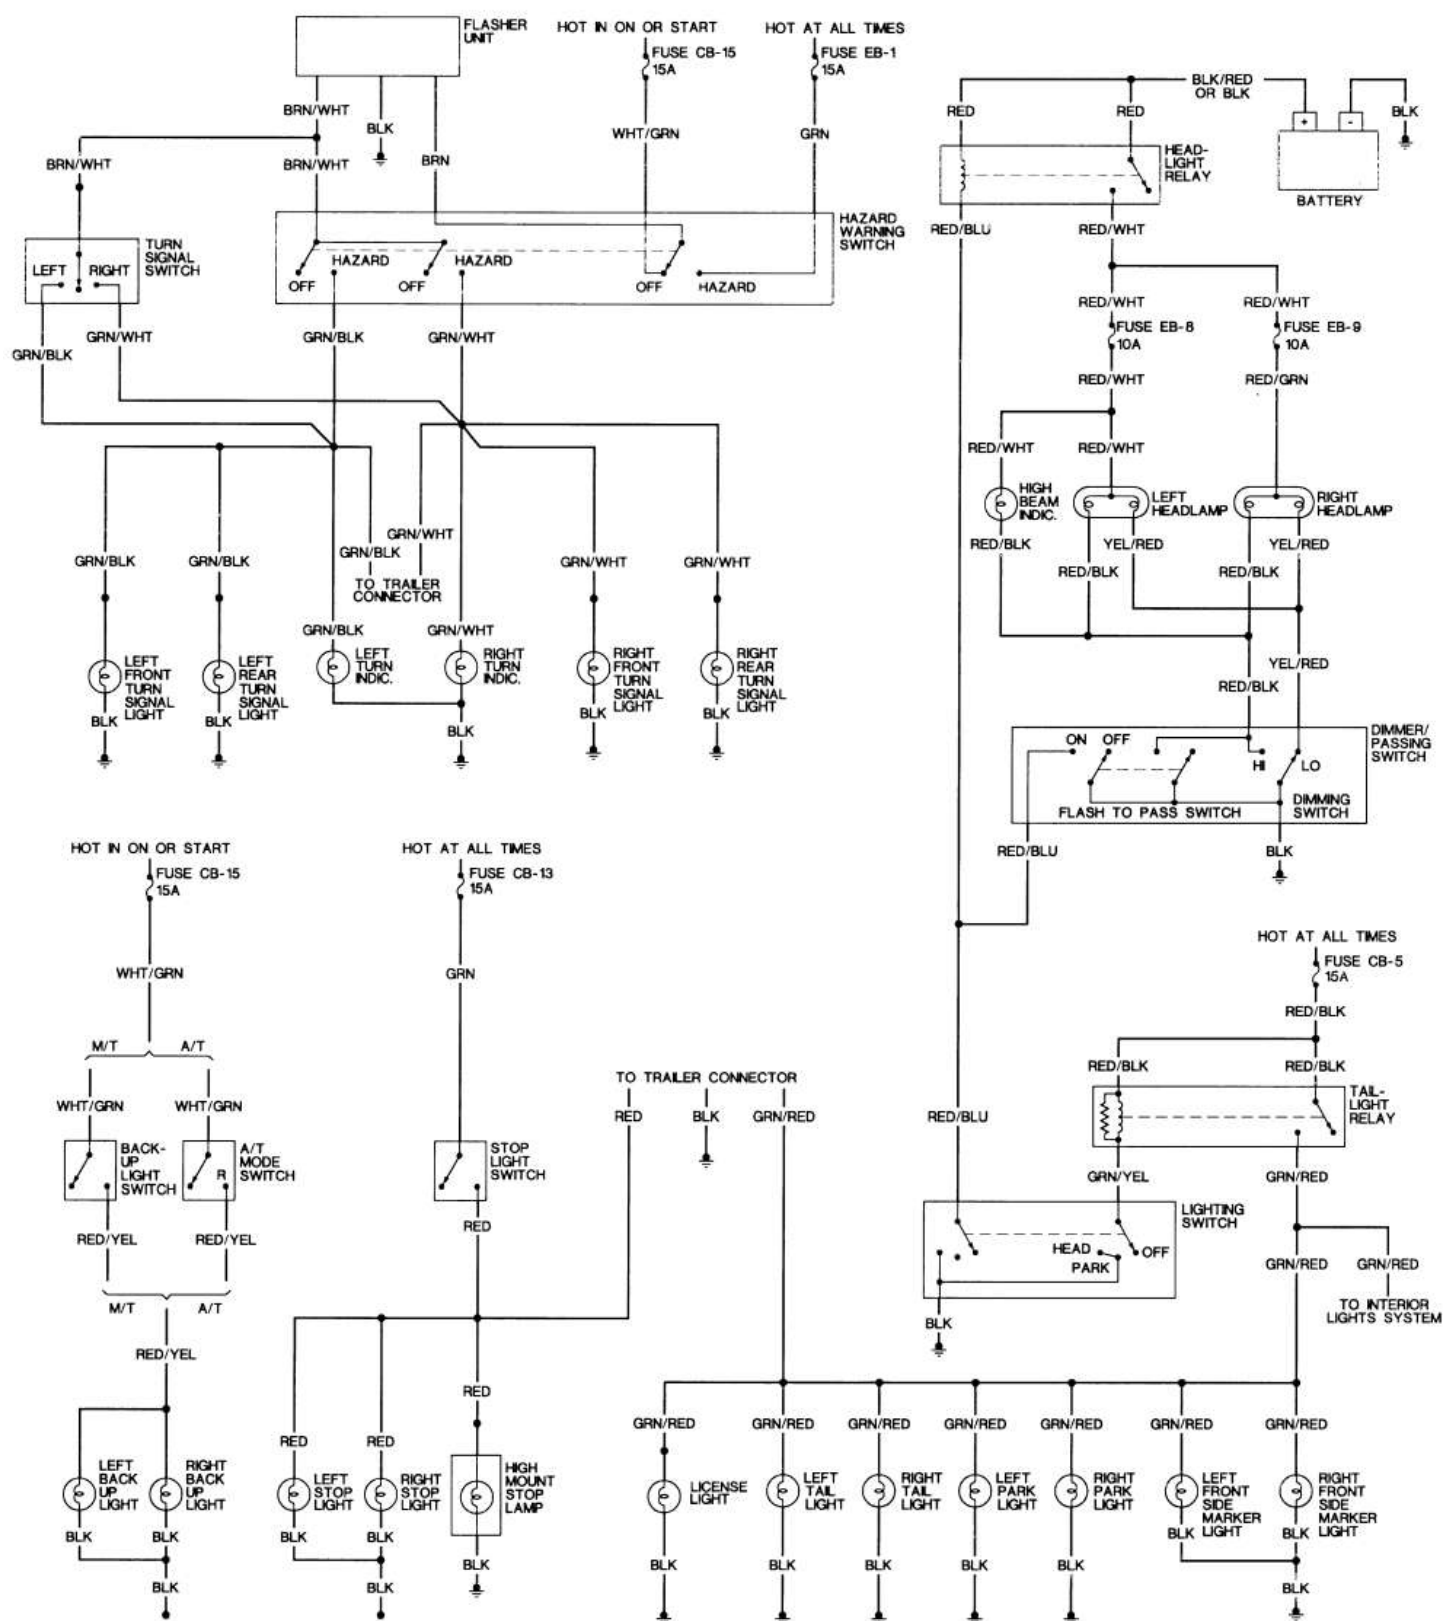 FLASHER
UNIT
HOT IN ON OR START
FUSE CB-15
15A
HOT AT ALL TIMES
FUSE EB-1
15A
BRN/WHT
BLK
BRN/WHT
BRN/WHT
BRN
WHT/GRN
GRN
TURN
SIGNAL
SWITCH
LEFT
RIGHT
HAZARD
WARNING
SWITCH
HAZARD
OFF
HAZARD
OFF
OFF
HAZARD
GRN/BLK
GRN/WHT
GRN/BLK
GRN/WHT
GRN/BLK
GRN/BLK
GRN/BLK
GRN/WHT
TO TRAILER
CONNECTOR
GRN/WHT
GRN/WHT
GRN/BLK
GRN/WHT
LEFT
FRONT
TURN
SIGNAL
LIGHT
LEFT
REAR
TURN
SIGNAL
LIGHT
LEFT
TURN
INDIC.
RIGHT
TURN
INDIC.
RIGHT
FRONT
TURN
SIGNAL
LIGHT
RIGHT
REAR
TURN
SIGNAL
LIGHT
BLK
BLK
BLK
BLK
BLK
RED
RED
BLK/RED
OR BLK
BLK
+
-
BATTERY
HEAD-
LIGHT
RELAY
RED/BLU
RED/WHT
RED/WHT
RED/WHT
FUSE EB-8
10A
FUSE EB-9
10A
RED/WHT
RED/GRN
RED/WHT
RED/WHT
HIGH
BEAM
INDIC.
LEFT
HEADLAMP
RIGHT
HEADLAMP
RED/BLK
YEL/RED
YEL/RED
RED/BLK
RED/BLK
YEL/RED
RED/BLK
DIMMER/
PASSING
SWITCH
ON
OFF
HI
LO
FLASH TO PASS SWITCH
DIMMING
SWITCH
RED/BLU
BLK
HOT IN ON OR START
FUSE CB-15
15A
WHT/GRN
M/T
A/T
WHT/GRN
WHT/GRN
BACK-
UP
LIGHT
SWITCH
R
A/T
MODE
SWITCH
RED/YEL
RED/YEL
M/T
A/T
RED/YEL
LEFT
BACK
UP
LIGHT
RIGHT
BACK
UP
LIGHT
BLK
BLK
BLK
HOT AT ALL TIMES
FUSE CB-13
15A
GRN
STOP
LIGHT
SWITCH
RED
RED
RED
RED
LEFT
STOP
LIGHT
RIGHT
STOP
LIGHT
HIGH
MOUNT
STOP
LAMP
BLK
BLK
BLK
BLK
TO TRAILER CONNECTOR
RED
BLK
GRN/RED
HOT AT ALL TIMES
FUSE CB-5
15A
RED/BLK
RED/BLK
RED/BLK
TAIL-
LIGHT
RELAY
RED/BLU
GRN/YEL
GRN/RED
LIGHTING
SWITCH
HEAD
OFF
PARK
BLK
GRN/RED
GRN/RED
TO INTERIOR
LIGHTS SYSTEM
GRN/RED
GRN/RED
GRN/RED
GRN/RED
GRN/RED
GRN/RED
GRN/RED
LICENSE
LIGHT
LEFT
TAIL
LIGHT
RIGHT
TAIL
LIGHT
LEFT
PARK
LIGHT
RIGHT
PARK
LIGHT
LEFT
FRONT
SIDE
MARKER
LIGHT
RIGHT
FRONT
SIDE
MARKER
LIGHT
BLK
BLK
BLK
BLK
BLK
BLK
BLK
BLK